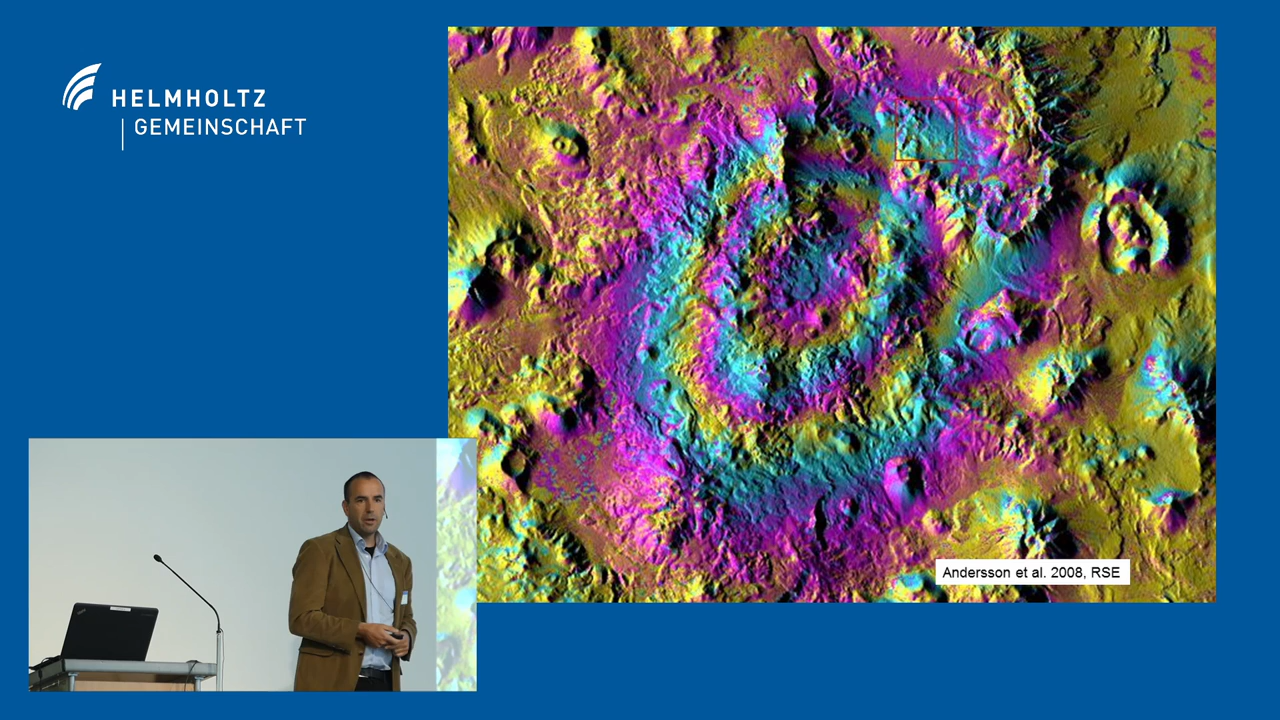 HELMHOLTZ
GEMEINSCHAFT
Andersson et al. 2008, RSE